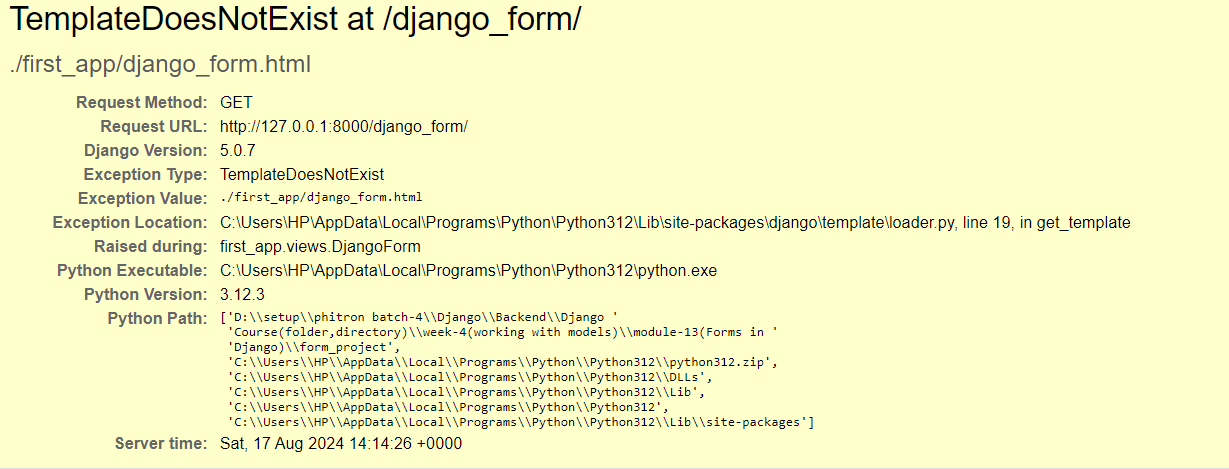 TemplateDoesNotExist at /django_form/
./first_app/django_form.html
Request Method: GET
Request URL: http://127.0.0.1:8000/django_form/
Django Version: 5.0.7
Exception Type: TemplateDoesNotExist
Exception Value: ./first_app/django_form.html
Exception Location: C:\Users\HP\AppData\Local\Programs\Python\Python312\Lib\site-packages\django\template\loader.py, line 19, in get_template
Raised during: first_app.views.DjangoForm
Python Executable: C:\Users\HP\AppData\Local\Programs\Python\Python312\python.exe
Python Version: 3.12.3
Python Path: ['D:\\setup\\phitron batch-4\\Django\\Backend\\Django '
'Course(folder,directory)\\week-4(working with models)\\module-13(Forms in '
'Django)\\form_project',
'C:\\Users\\HP\\AppData\\Local\\Programs\\Python\\Python312\\python312.zip',
'C:\\Users\\HP\\AppData\\Local\\Programs\\Python\\Python312\\DLLs',
'C:\\Users\\HP\\AppData\\Local\\Programs\\Python\\Python312\\Lib',
'C:\\Users\\HP\\AppData\\Local\\Programs\\Python\\Python312',
'C:\\Users\\HP\\AppData\\Local\\Programs\\Python\\Python312\\Lib\\site-packages']
Server time: Sat, 17 Aug 2024 14:14:26 +0000